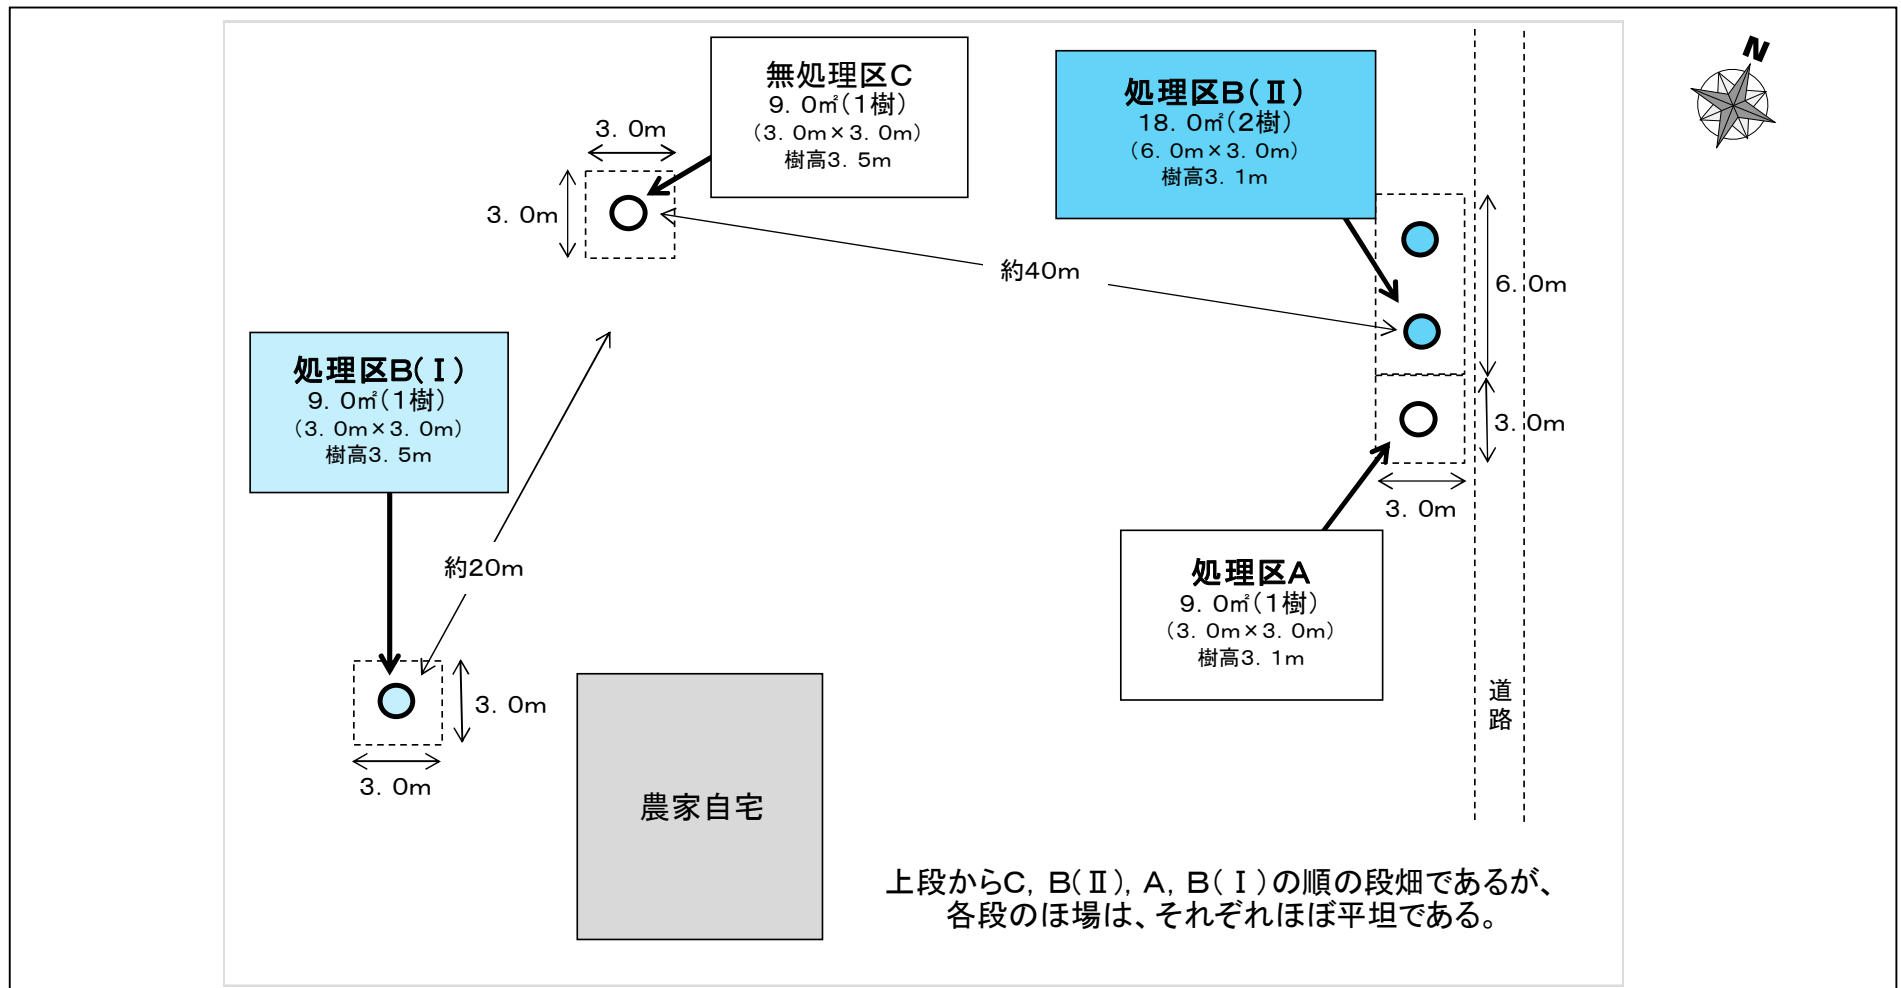 N
無処理区C
9. 0㎡(1樹)
(3. 0m×3. 0m)
樹高3. 5m
処理区B(Ⅱ)
18. 0㎡(2樹)
(6. 0m×3. 0m)
樹高3. 1m
3. 0m
3. 0m
約40m
6. 0m
処理区B(Ⅰ)
9. 0㎡(1樹)
(3. 0m×3. 0m)
樹高3. 5m
3. 0m
3. 0m
約20m
処理区A
9. 0㎡(1樹)
(3. 0m×3. 0m)
樹高3. 1m
3. 0m
3. 0m
道路
農家自宅
上段からC, B(Ⅱ), A, B(Ⅰ)の順の段畑であるが、
各段のほ場は、それぞれほぼ平坦である。